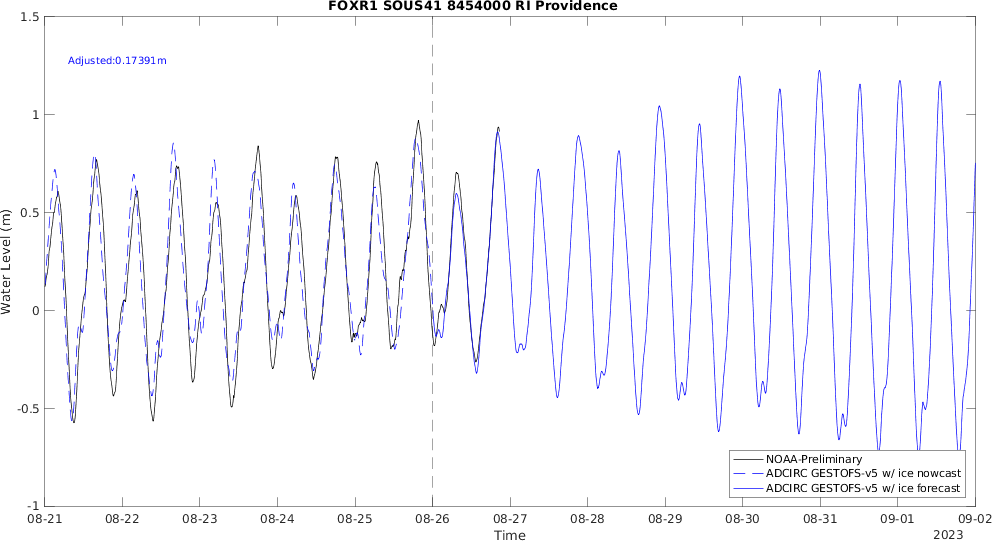 FOXR1 SOUS41 8454000 RI Providence
1.5
Adjusted:0.17391m
1
0.5
0
-0.5
-1
Water Level (m)
NOAA-Preliminary
ADCIRC GESTOFS-v5 w/ ice nowcast
ADCIRC GESTOFS-v5 w/ ice forecast
08-21 08-22 08-23 08-24 08-25 08-26 08-27 08-28 08-29 08-30 08-31 09-01 09-02
Time
2023